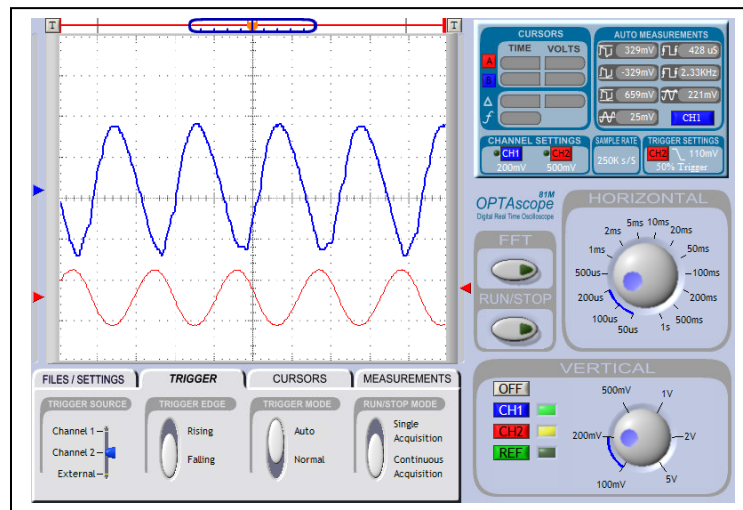 T
T
CURSORS
TIME VOLTS
A
B
Δ
f
AUTO MEASUREMENTS
329mV 428 uS
-329mV 2.33KHz
659mV 221mV
25mV CH1
CHANNEL SETTINGS
CH1 CH2
200mV 500mV
SAMPLE RATE
250K s/S
TRIGGER SETTINGS
CH2 110mV
50% Trigger
81M
OPTAscope
Digital Real Time Oscilloscope
FFT
RUN/STOP
HORIZONTAL
5ms 10ms
2ms 20ms
1ms 50ms
500us 100ms
200us 200ms
100us 500ms
50us 1s
VERTICAL
OFF
CH1
CH2
REF
500mV 1V
200mV 2V
100mV 5V
FILES / SETTINGS TRIGGER CURSORS MEASUREMENTS
TRIGGER SOURCE
Channel 1
Channel 2
External
TRIGGER EDGE
Rising
Falling
TRIGGER MODE
Auto
Normal
RUN/STOP MODE
Single
Acquisition
Continuous
Acquisition